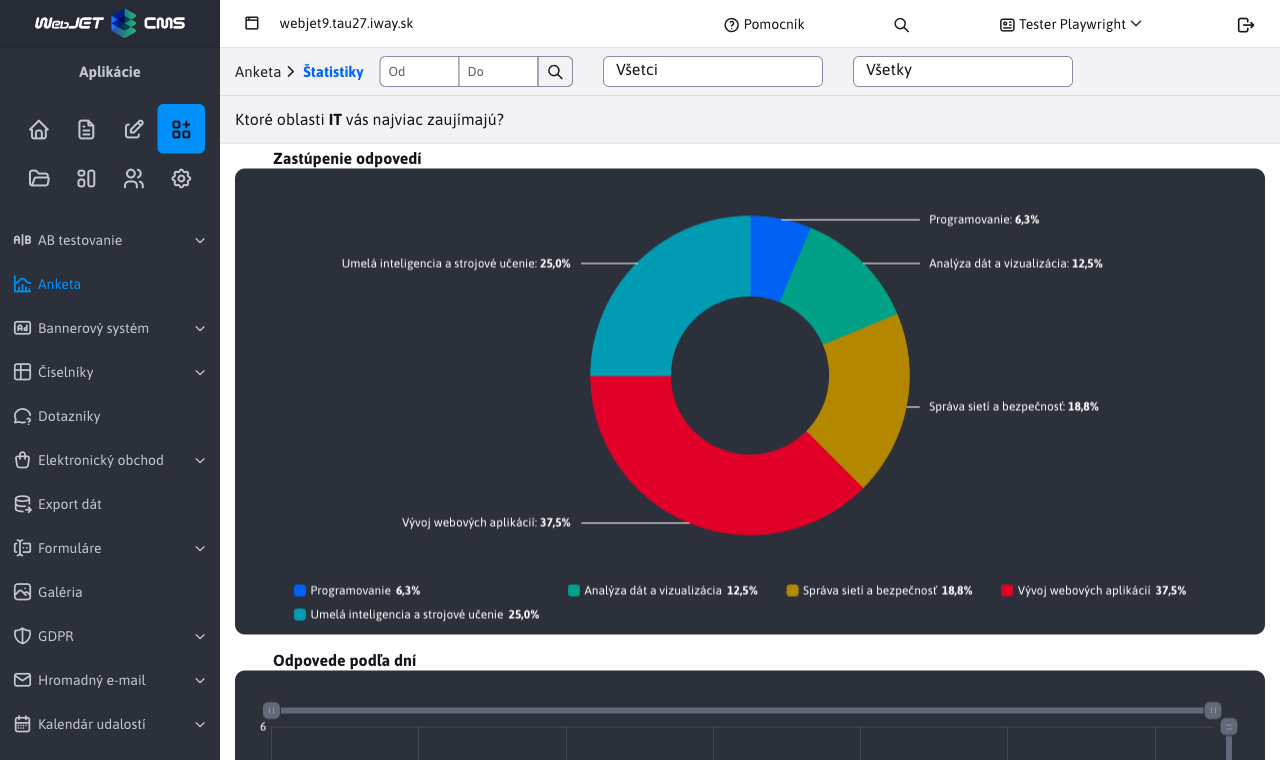 WebJET CMS
webjet9.tau27.iway.sk
Pomocník
Tester Playwright
Aplikácie
Anketa
Štatistiky
Od
Do
Všetci
Všetky
Ktoré oblasti IT vás najviac zaujímajú?
AB testovanie
Anketa
Bannerový systém
Číselníky
Dotazníky
Elektronický obchod
Export dát
Formuláre
Galéria
GDPR
Hromadný e-mail
Kalendár udalostí
Zastúpenie odpovedí
Programovanie: 6,3%
Umelá inteligencia a strojové učenie: 25,0%
Analýza dát a vizualizácia: 12,5%
Správa sietí a bezpečnosť: 18,8%
Vývoj webových aplikácií: 37,5%
Programovanie 6,3%
Analýza dát a vizualizácia 12,5%
Správa sietí a bezpečnosť 18,8%
Vývoj webových aplikácií 37,5%
Umelá inteligencia a strojové učenie 25,0%
Odpovede podľa dní
6